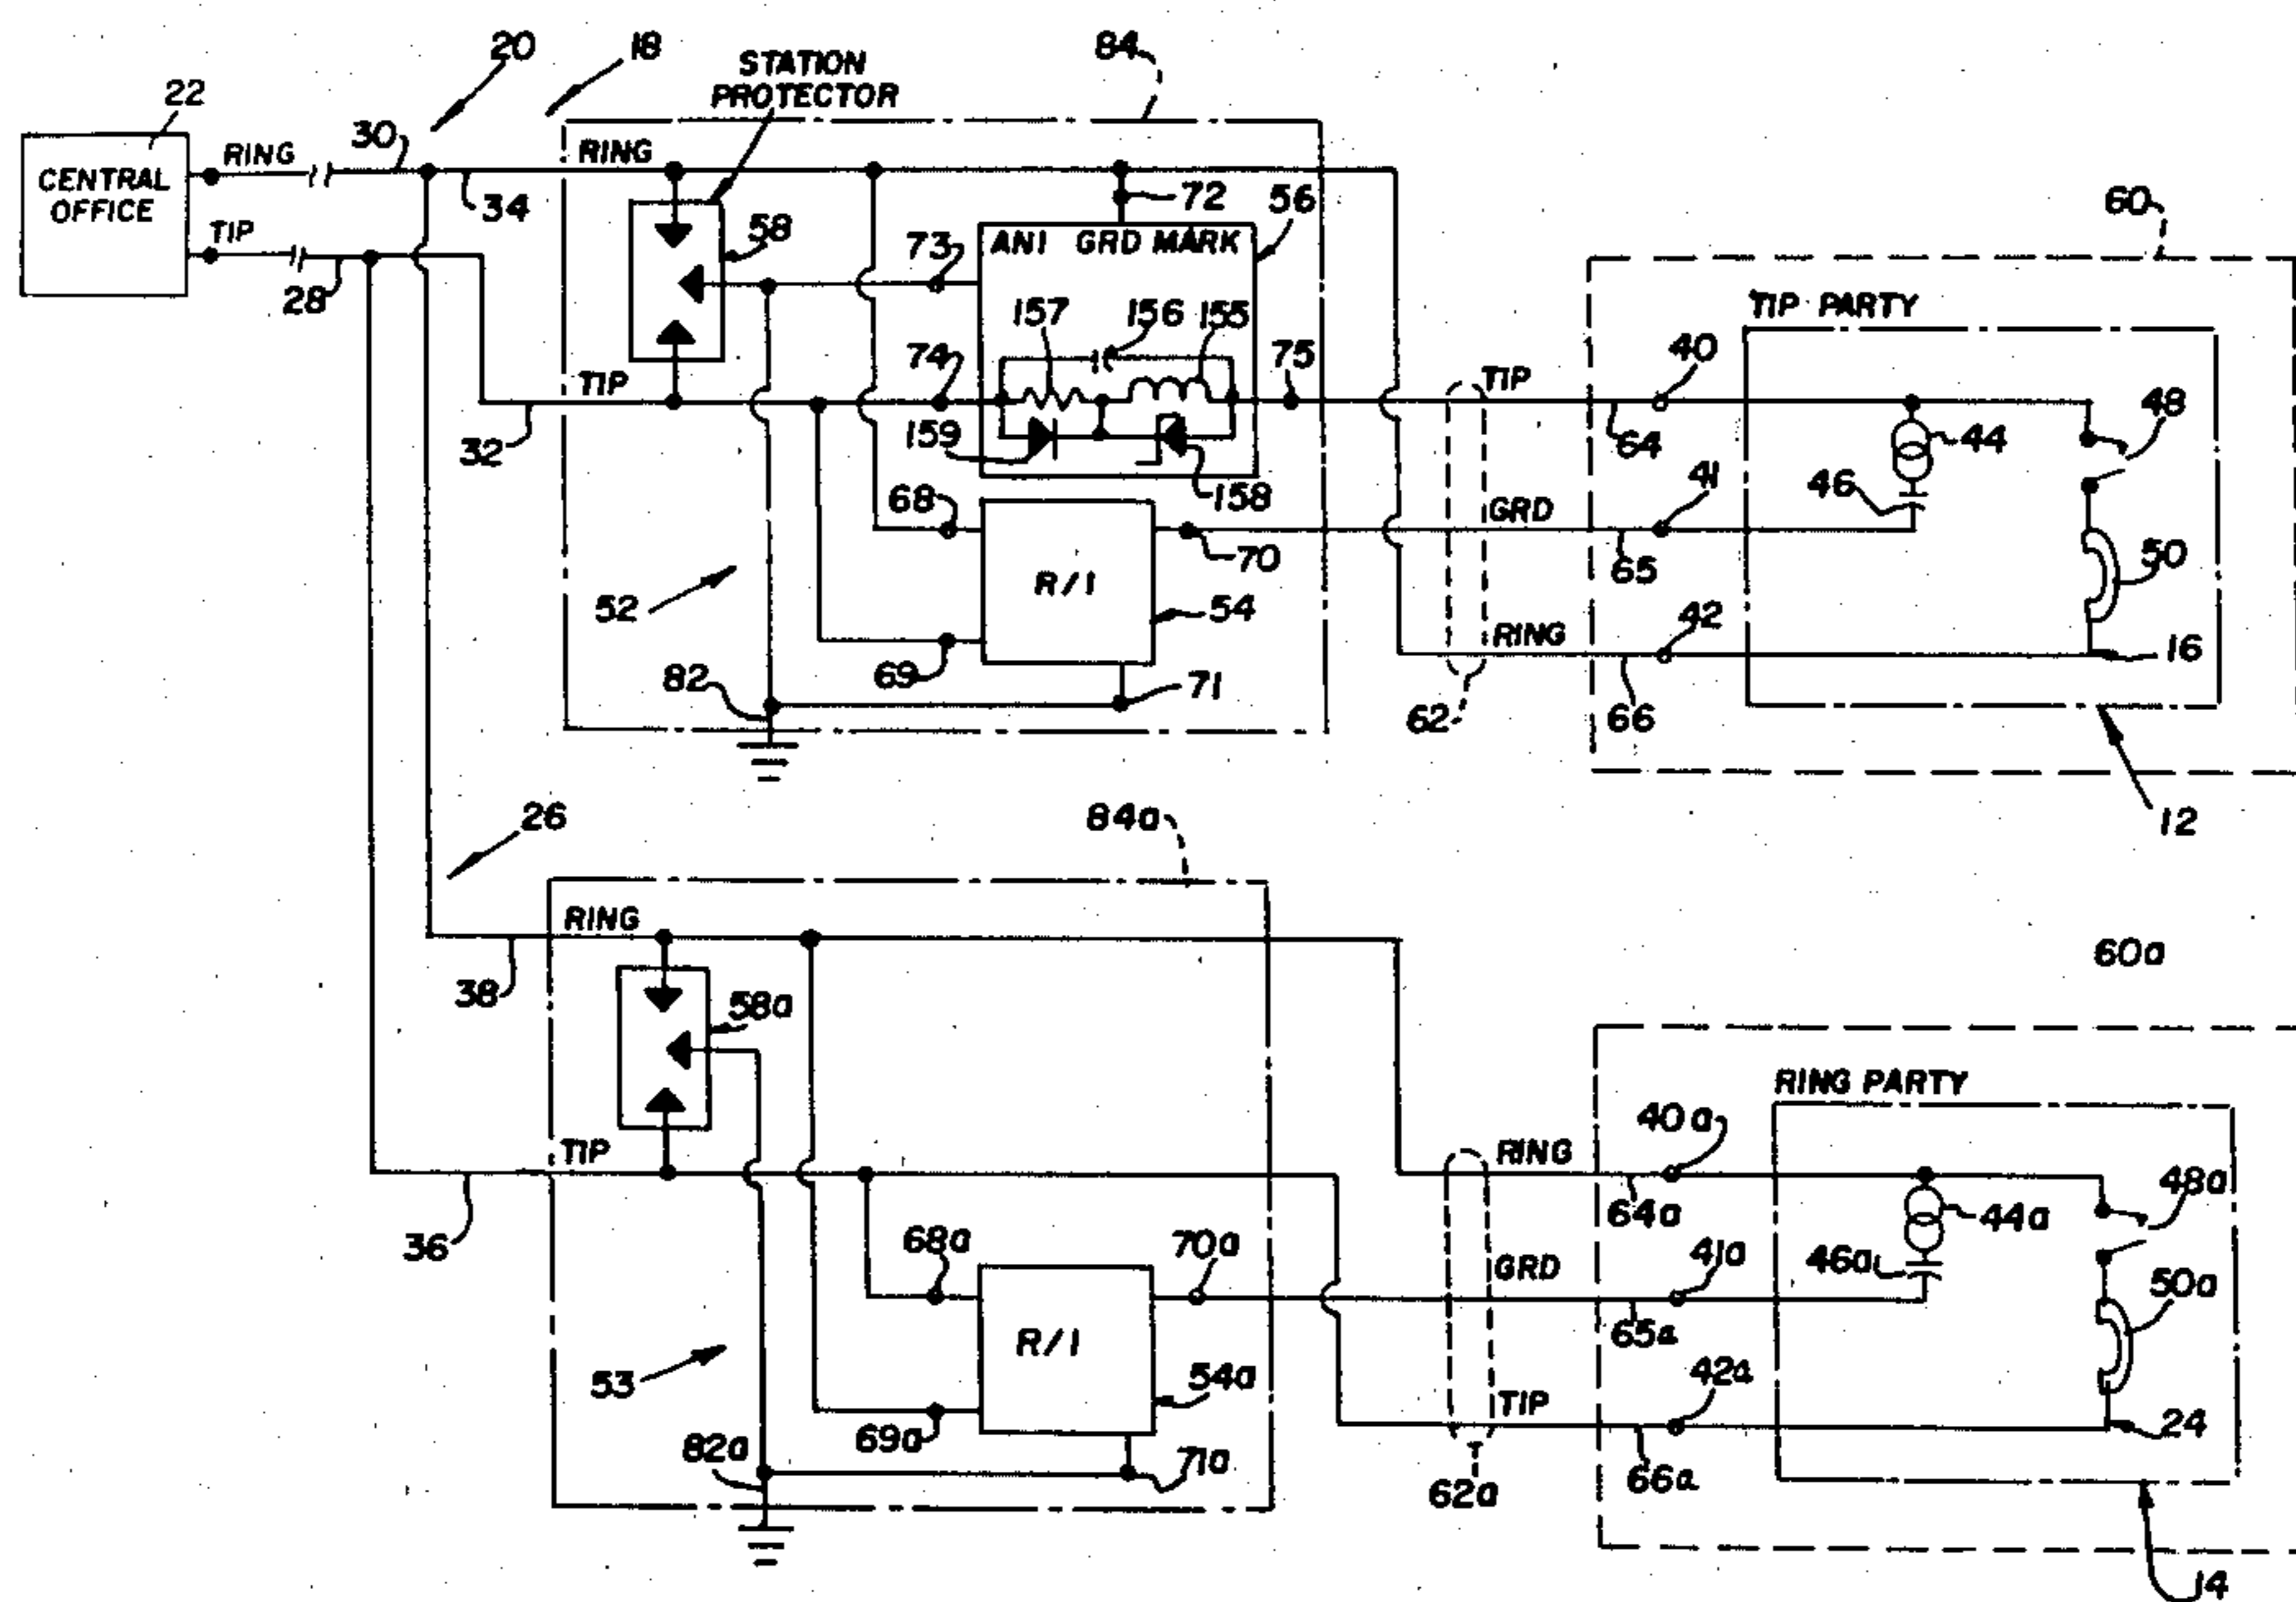 20
18
84
STATION
PROTECTOR
22
30
RING
RING
CENTRAL
OFFICE
34
72
56
60
TIP
58
73
ANI GRD MARK
28
157
156
155
TIP PARTY
74
75
40
TIP
TIP
48
32
159
64
44
68
158
41
46
GRD
70
65
50
R/I
52
54
42
RING
69
16
82
71
62
66
12
26
84a
RING
60a
38
58a
RING PARTY
40a
TIP
RING
48a
64a
44a
36
68a
70a
41a
46a
GRD
50a
65a
R/I
53
54a
42a
TIP
69a
24
82a
71a
62a
66a
14